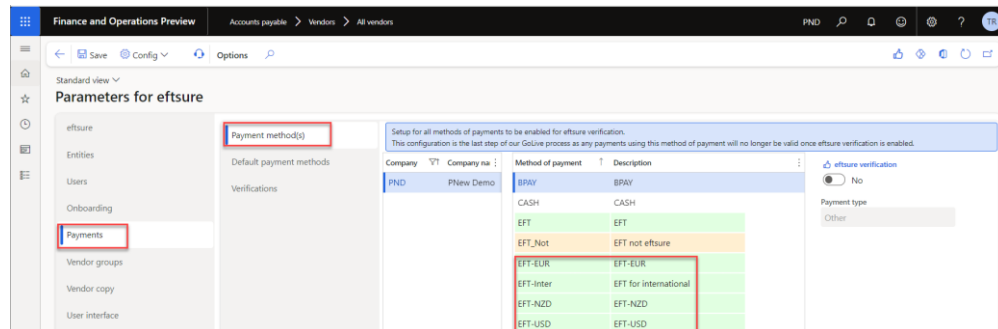 Finance and Operations Preview
Accounts payable > Vendors > All vendors
PND
?
TR
Save
Config
Options
Standard view
Parameters for eftsure
eftsure
Entities
Users
Onboarding
Payments
Vendor groups
Vendor copy
User interface
Payment method(s)
Default payment methods
Verifications
Setup for all methods of payments to be enabled for eftsure verification.
This configuration is the last step of our GoLive process as any payments using this method of payment will no longer be valid once eftsure verification is enabled.
Company Company na Method of payment Description
PND PNew Demo BPAY BPAY
CASH CASH
EFT EFT
EFT_Not EFT not eftsure
EFT-EUR EFT-EUR
EFT-Inter EFT for international
EFT-NZD EFT-NZD
EFT-USD EFT-USD
eftsure verification
No
Payment type
Other